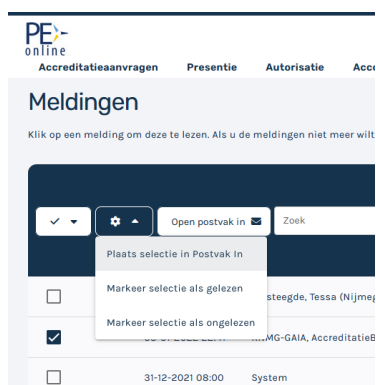 PE
online
Accreditatieaanvragen Presentie Autorisatie
Meldingen
Klik op een melding om deze te lezen. Als u de meldingen niet meer wilt
Open postvak in Zoek
Plaats selectie in Postvak In
Markeer selectie als gelezen
Markeer selectie als ongelezen
steegde, Tessa
31-12-2021 08:00 System